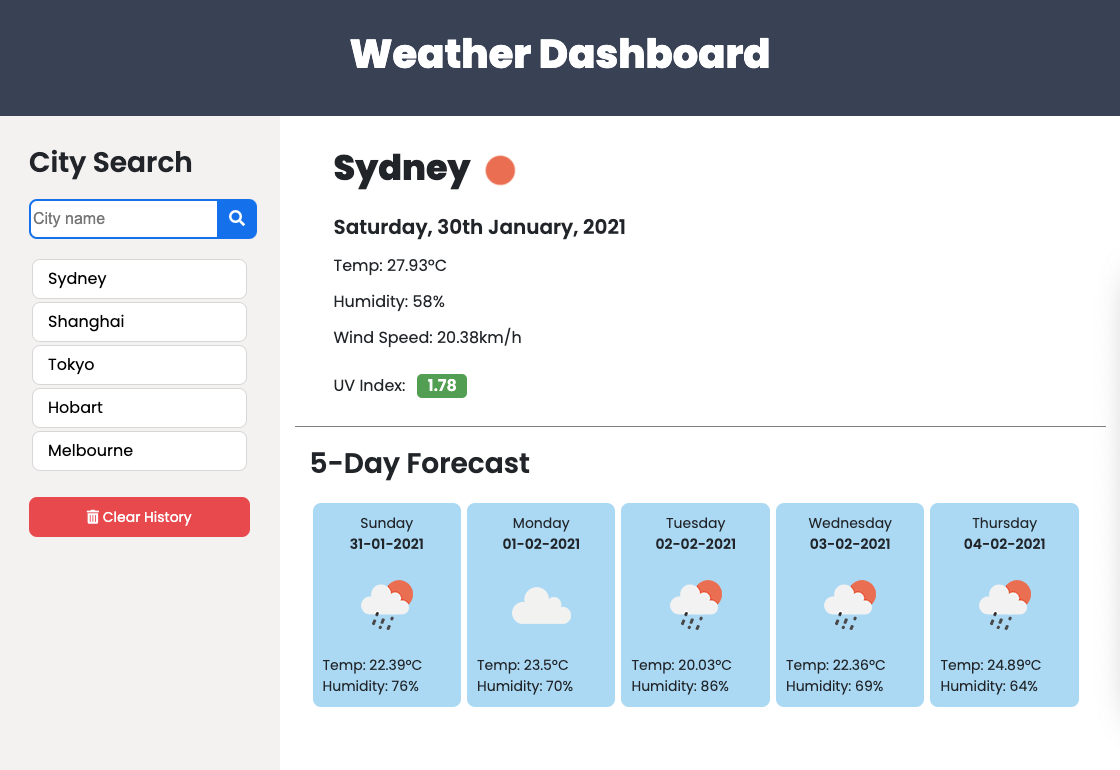 Weather Dashboard
City Search
City name
Sydney
Shanghai
Tokyo
Hobart
Melbourne
Clear History
Sydney
Saturday, 30th January, 2021
Temp: 27.93°C
Humidity: 58%
Wind Speed: 20.38km/h
UV Index: 1.78
5-Day Forecast
Sunday
31-01-2021
Temp: 22.39°C
Humidity: 76%
Monday
01-02-2021
Temp: 23.5°C
Humidity: 70%
Tuesday
02-02-2021
Temp: 20.03°C
Humidity: 86%
Wednesday
03-02-2021
Temp: 22.36°C
Humidity: 69%
Thursday
04-02-2021
Temp: 24.89°C
Humidity: 64%